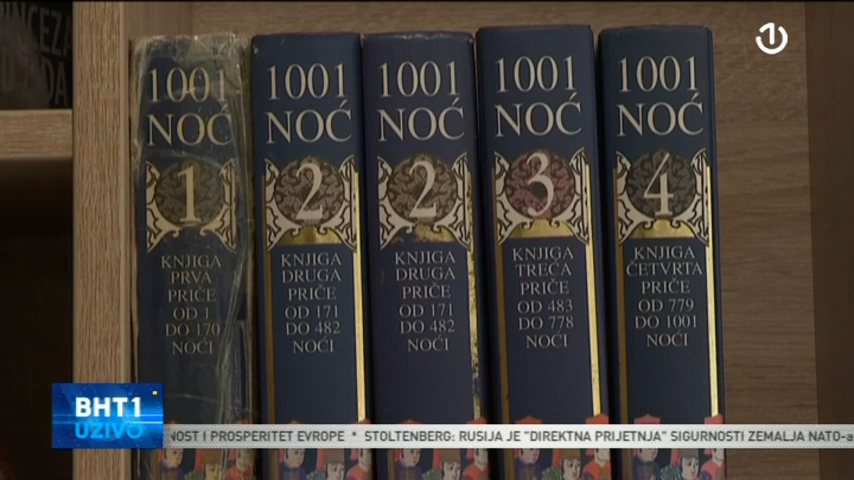 INCEZA
1001
NOĆ
1
KNJIGA
PRVA
PRIČE
OD 1
DO 170
NOĆI
1001
NOĆ
2
KNJIGA
DRUGA
PRIČE
OD 171
DO 482
NOĆI
1001
NOĆ
2
KNJIGA
DRUGA
PRIČE
OD 171
DO 482
NOĆI
1001
NOĆ
3
KNJIGA
TREĆA
PRIČE
OD 483
DO 778
NOĆI
1001
NOĆ
4
KNJIGA
ČETVRTA
PRIČE
OD 779
DO 1001
NOĆI
1
BHT1
UŽIVO
NOST I PROSPERITET EVROPE * STOLTENBERG: RUSIJA JE "DIREKTNA PRIJETNJA" SIGURNOSTI ZEMALJA NATO-a